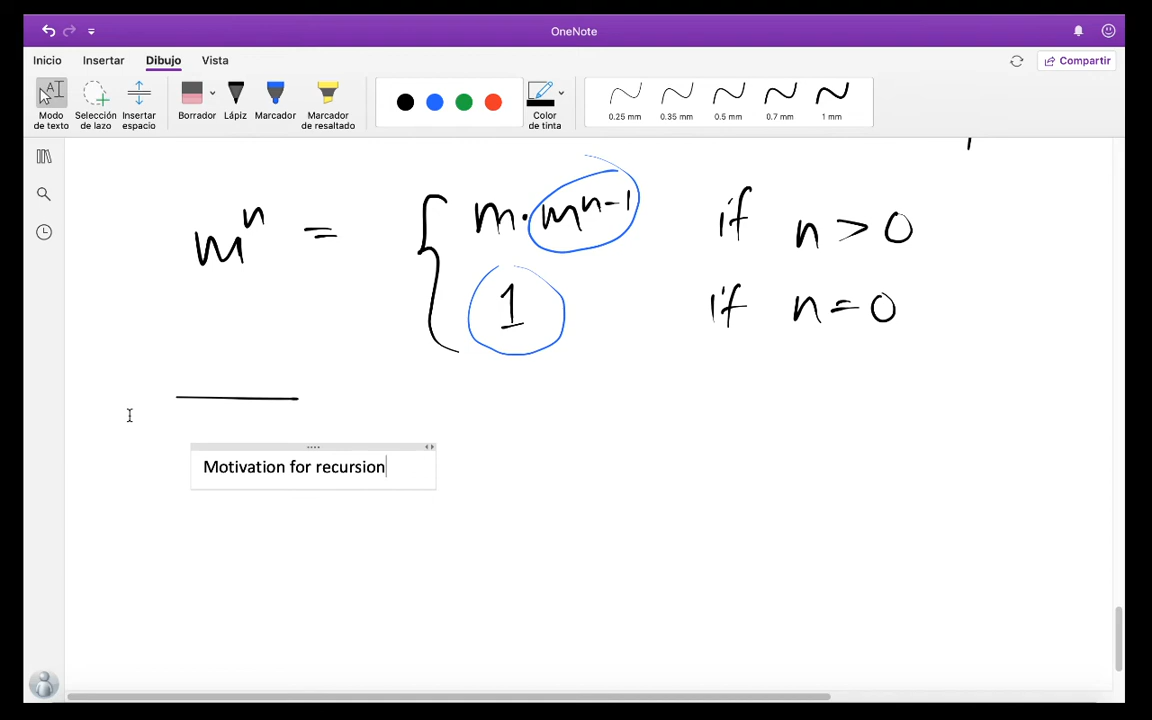 OneNote
Inicio Insertar Dibujo Vista
Compartir
Modo de texto
Selección de lazo
Insertar espacio
Borrador
Lápiz
Marcador
Marcador de resaltado
Color de tinta
0.25 mm
0.35 mm
0.5 mm
0.7 mm
1 mm
m^n = { m · m^{n-1} if n > 0
1 if n = 0
Motivation for recursion